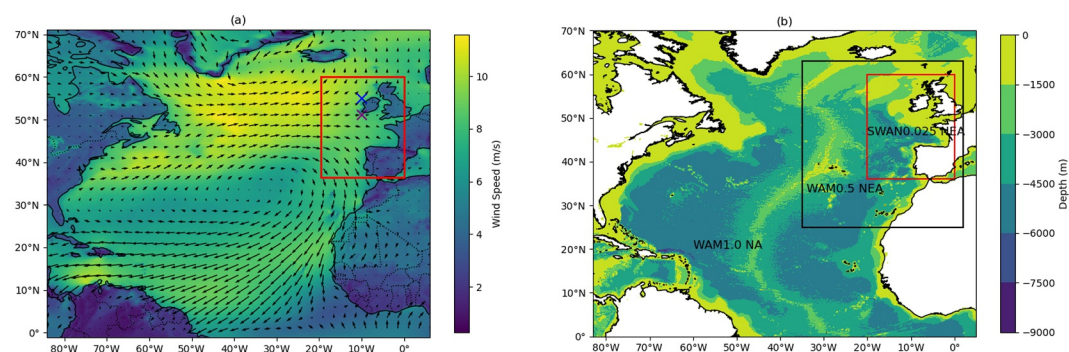 (a)
70°N
60°N
50°N
40°N
30°N
20°N
10°N
0°
80°W 70°W 60°W 50°W 40°W 30°W 20°W 10°W 0°
10
8
6
4
2
Wind Speed (m/s)
(b)
70°N
60°N
50°N
40°N
30°N
20°N
10°N
0°
80°W 70°W 60°W 50°W 40°W 30°W 20°W 10°W 0°
SWAN0.025 NEA
WAM0.5 NEA
WAM1.0 NA
0
−1500
−3000
−4500
−6000
−7500
−9000
Depth (m)